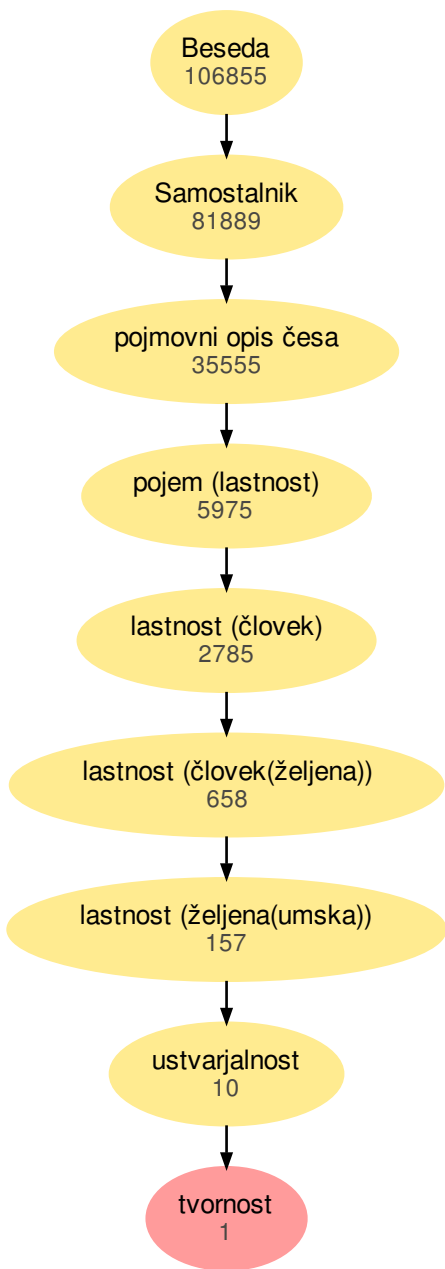 Beseda
106855
Samostalnik
81889
pojmovni opis česa
35555
pojem (lastnost)
5975
lastnost (človek)
2785
lastnost (človek(željena))
658
lastnost (željena(umska))
157
ustvarjalnost
10
tvornost
1